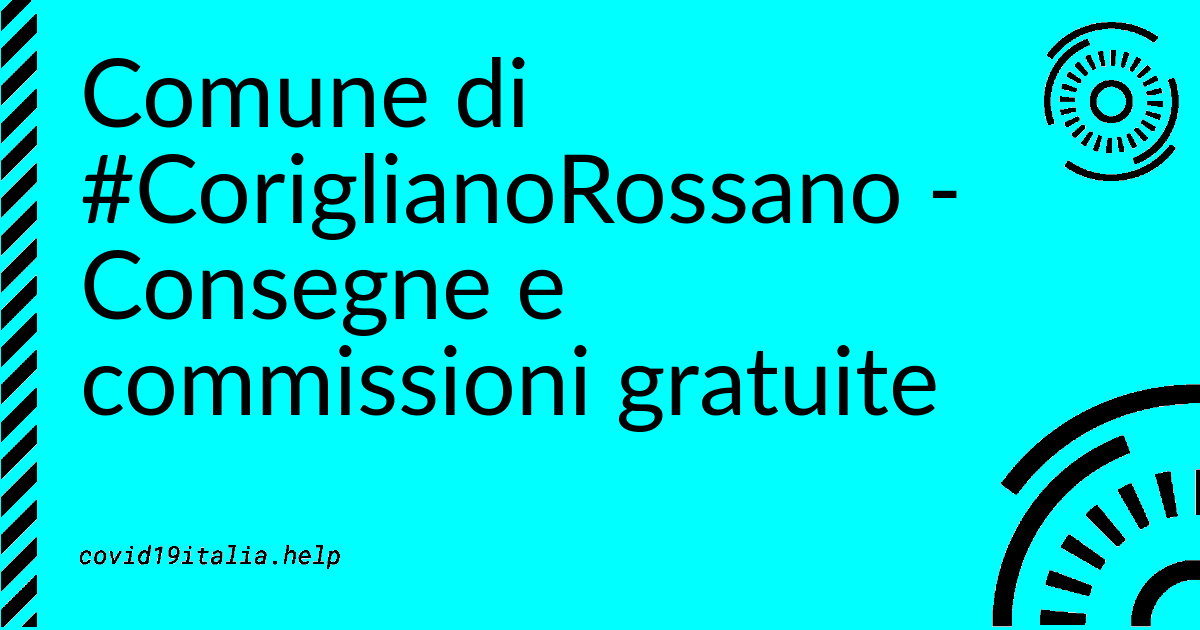 Comune di
#CoriglianoRossano -
Consegne e
commissioni gratuite
covid19italia.help